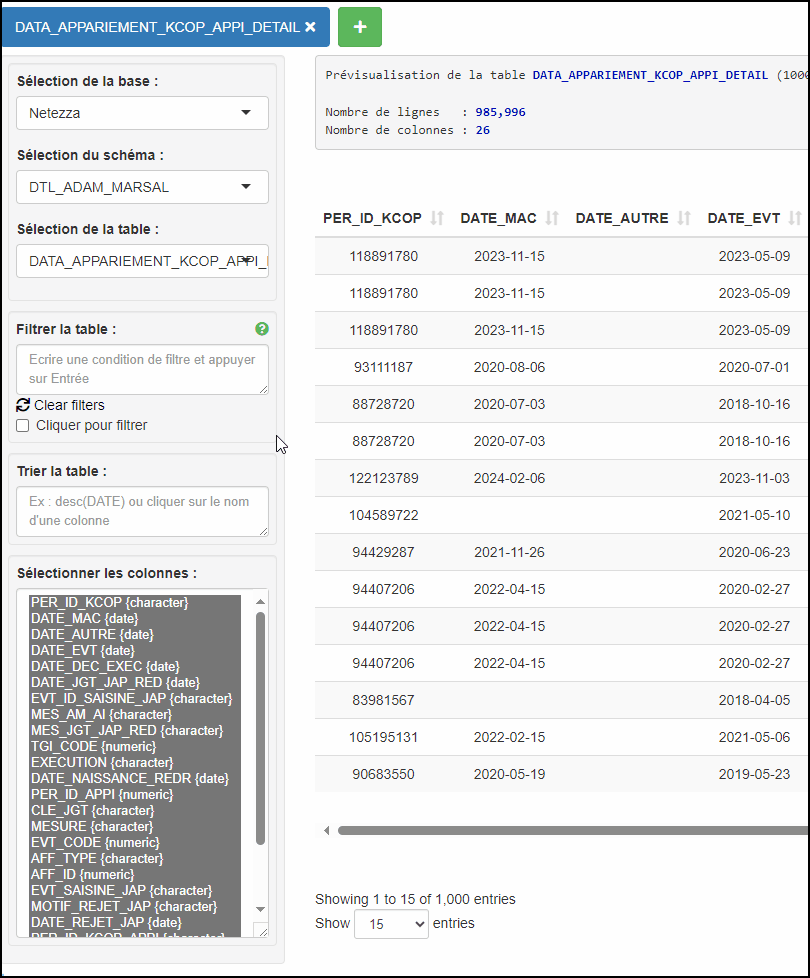 DATA_APPARIEMENT_KCOP_APPI_DETAIL ✖
+
Sélection de la base :
Netezza
Sélection du schéma :
DTL_ADAM_MARSAL
Sélection de la table :
DATA_APPARIEMENT_KCOP_APPI_
Filtrer la table :
?
Ecrire une condition de filtre et appuyer
sur Entrée
Clear filters
Cliquer pour filtrer
Trier la table :
Ex : desc(DATE) ou cliquer sur le nom
d'une colonne
Sélectionner les colonnes :
PER_ID_KCOP {character}
DATE_MAC {date}
DATE_AUTRE {date}
DATE_EVT {date}
DATE_DEC_EXEC {date}
DATE_JGT_JAP_RED {date}
EVT_ID_SAISINE_JAP {character}
MES_AM_AI {character}
MES_JGT_JAP_RED {character}
TGI_CODE {numeric}
EXECUTION {character}
DATE_NAISSANCE_REDR {date}
PER_ID_APPI {numeric}
CLE_JGT {character}
MESURE {character}
EVT_CODE {numeric}
AFF_TYPE {character}
AFF_ID {numeric}
EVT_SAISINE_JAP {character}
MOTIF_REJET_JAP {character}
DATE_REJET_JAP {date}
PER_ID_KCOP_APPI {character}
Prévisualisation de la table DATA_APPARIEMENT_KCOP_APPI_DETAIL (1000
Nombre de lignes : 985,996
Nombre de colonnes : 26
PER_ID_KCOP DATE_MAC DATE_AUTRE DATE_EVT
118891780 2023-11-15 2023-05-09
118891780 2023-11-15 2023-05-09
118891780 2023-11-15 2023-05-09
93111187 2020-08-06 2020-07-01
88728720 2020-07-03 2018-10-16
88728720 2020-07-03 2018-10-16
122123789 2024-02-06 2023-11-03
104589722 2021-05-10
94429287 2021-11-26 2020-06-23
94407206 2022-04-15 2020-02-27
94407206 2022-04-15 2020-02-27
94407206 2022-04-15 2020-02-27
83981567 2018-04-05
105195131 2022-02-15 2021-05-06
90683550 2020-05-19 2019-05-23
Showing 1 to 15 of 1,000 entries
Show 15 entries